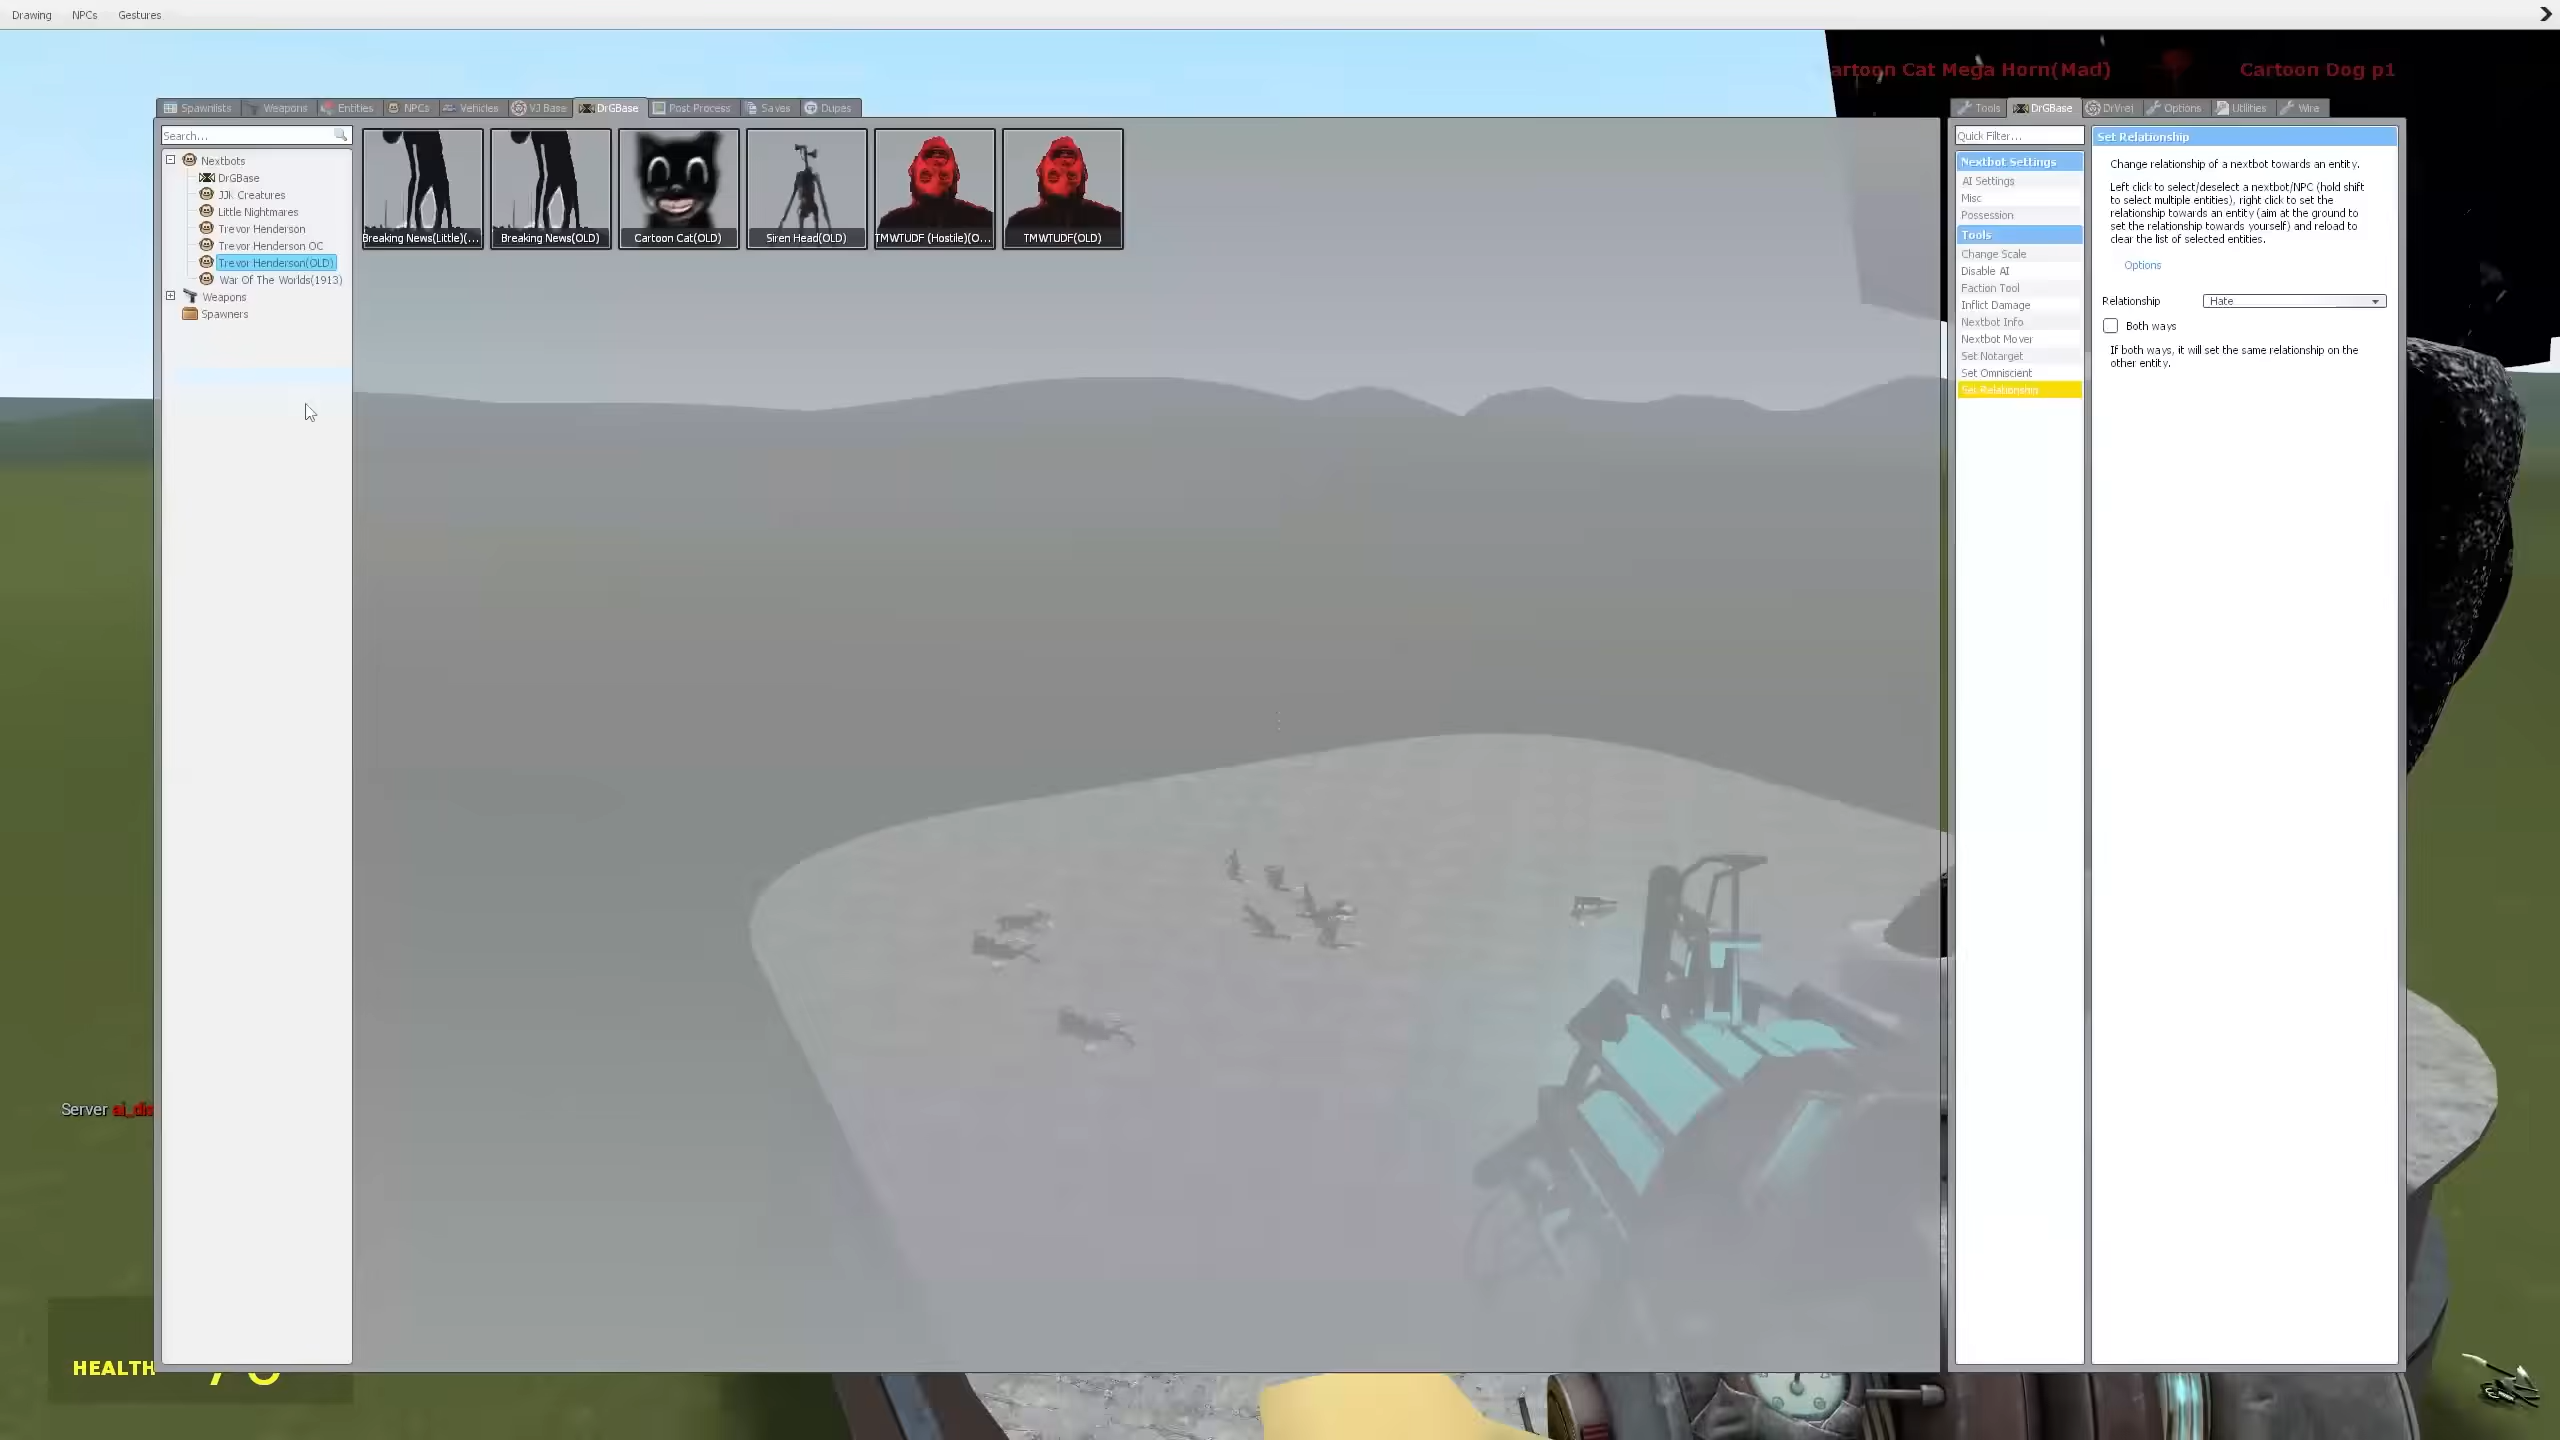 Drawing NPCs Gestures
artoon Cat Mega Horn(Mad) Cartoon Dog p1
Spawnlists Weapons Entities NPCs Vehicles VJ Base DrGBase Post Process Saves Dupes
Search...
Nextbots
DrGBase
JJk Creatures
Little Nightmares
Trevor Henderson
Trevor Henderson OC
Trevor Henderson(OLD)
War Of The Worlds(1913)
Weapons
Spawners
Breaking News(Little)(...
Breaking News(OLD)
Cartoon Cat(OLD)
Siren Head(OLD)
TMWTUDF (Hostile)(O...
TMWTUDF(OLD)
Tools DrGBase DrVrej Options Utilities Wire
Quick Filter...
Nextbot Settings
AI Settings
Misc
Possession
Tools
Change Scale
Disable AI
Faction Tool
Inflict Damage
Nextbot Info
Nextbot Mover
Set Notarget
Set Omniscient
Set Relationship
Set Relationship
Change relationship of a nextbot towards an entity.
Left click to select/deselect a nextbot/NPC (hold shift
to select multiple entities), right click to set the
relationship towards an entity (aim at the ground to
set the relationship towards yourself) and reload to
clear the list of selected entities.
Options
Relationship Hate
Both ways
If both ways, it will set the same relationship on the
other entity.
Server ai_dis
HEALTH